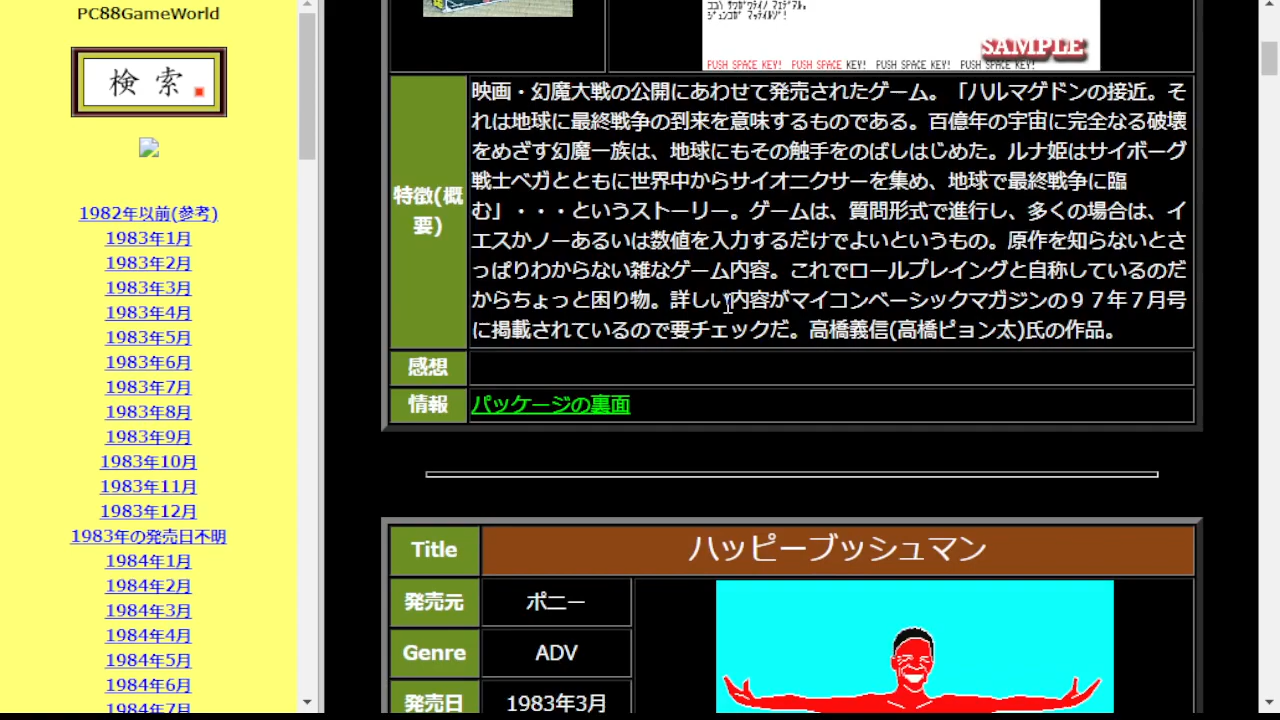 PC88GameWorld
検索
1982年以前(参考)
1983年1月
1983年2月
1983年3月
1983年4月
1983年5月
1983年6月
1983年7月
1983年8月
1983年9月
1983年10月
1983年11月
1983年12月
1983年の発売日不明
1984年1月
1984年2月
1984年3月
1984年4月
1984年5月
1984年6月
1984年7月
SAMPLE
PUSH SPACE KEY! PUSH SPACE KEY! PUSH SPACE KEY! PUSH SPACE KEY!
特徴(概
要)
映画・幻魔大戦の公開にあわせて発売されたゲーム。「ハルマゲドンの接近。そ
れは地球に最終戦争の到来を意味するものである。百億年の宇宙に完全なる破壊
をめざす幻魔一族は、地球にもその触手をのばしはじめた。ルナ姫はサイボーグ
戦士ベガとともに世界中からサイオニクサーを集め、地球で最終戦争に臨
む」・・・というストーリー。ゲームは、質問形式で進行し、多くの場合は、イ
エスかノーあるいは数値を入力するだけでよいというもの。原作を知らないとさ
っぱりわからない雑なゲーム内容。これでロールプレイングと自称しているのだ
からちょっと困り物。詳しい内容がマイコンベーシックマガジンの９７年７月号
に掲載されているので要チェックだ。高橋義信(高橋ピョン太)氏の作品。
感想
情報
パッケージの裏面
Title
ハッピーブッシュマン
発売元
ポニー
Genre
ADV
発売日
1983年3月